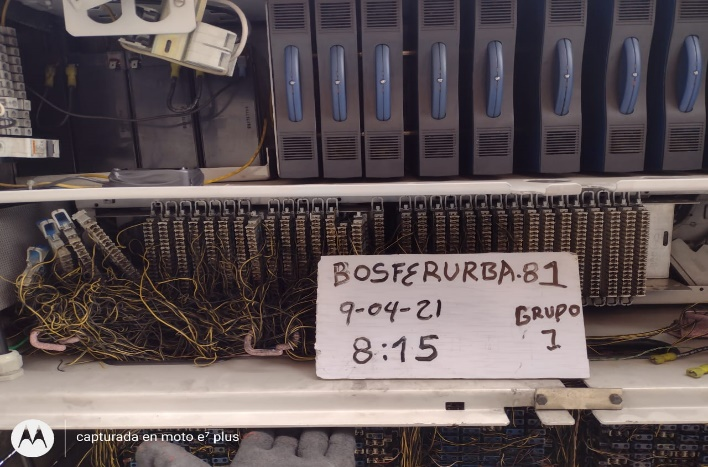 BOSFERURBA.81
9-04-21
GRUPO
8:15
1
capturada en moto e⁷ plus